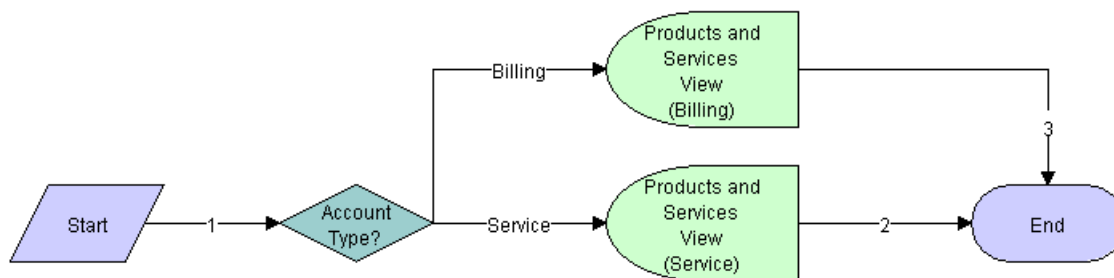 Products and
Services
View
(Billing)
Billing
3
Start
1
Account
Type?
Service
Products and
Services
View
(Service)
2
End